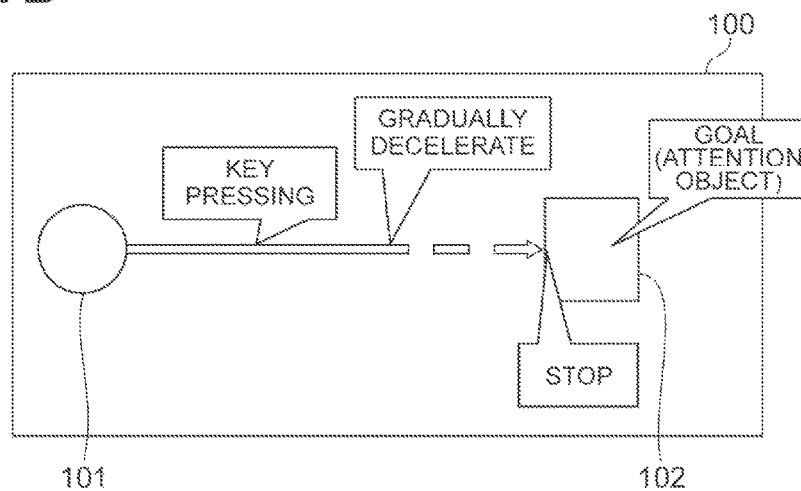 100
GRADUALLY
DECELERATE
GOAL
(ATTENTION
OBJECT)
KEY
PRESSING
STOP
101
102